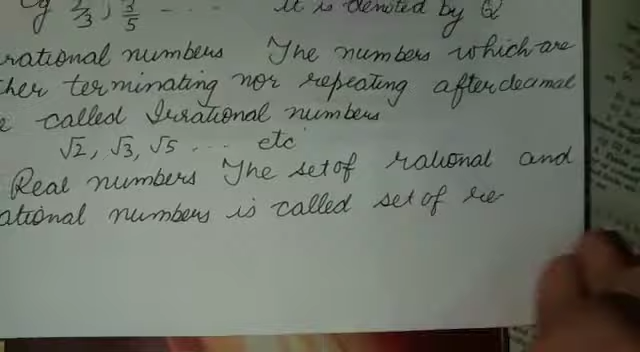 Eg 2/3, 3/5 - - - - It is denoted by Q
rrational numbers The numbers which are
ther terminating nor repeating after decimal
e called Irrational numbers
√2, √3, √5 ... etc
Real numbers The set of rational and
ational numbers is called set of re